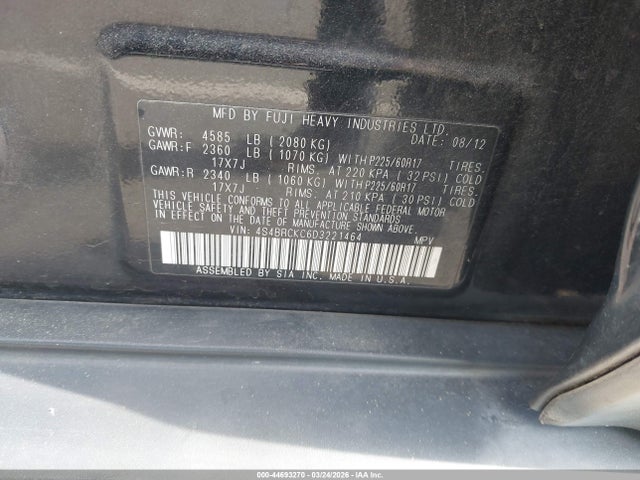 MFD BY FUJI HEAVY INDUSTRIES LTD.
GVWR: 4585 LB (2080 KG) DATE: 08/12
GAWR:F 2360 LB (1070 KG) WITH P225/60R17 TIRES.
17X7J RIMS. AT 220 KPA (32 PSI) COLD
GAWR:R 2340 LB (1060 KG) WITH P225/60R17 TIRES.
17X7J RIMS. AT 210 KPA (30 PSI) COLD
THIS VEHICLE CONFORMS TO ALL APPLICABLE FEDERAL MOTOR
VEHICLE SAFETY AND THEFT PREVENTION STANDARDS
IN EFFECT ON THE DATE OF MANUFACTURE SHOWN ABOVE.
VIN: 4S4BRCKC6D3221464 MPV
ASSEMBLED BY SIA INC. MADE IN U.S.A.
000-44693270 - 03/24/2026 - IAAI.COM